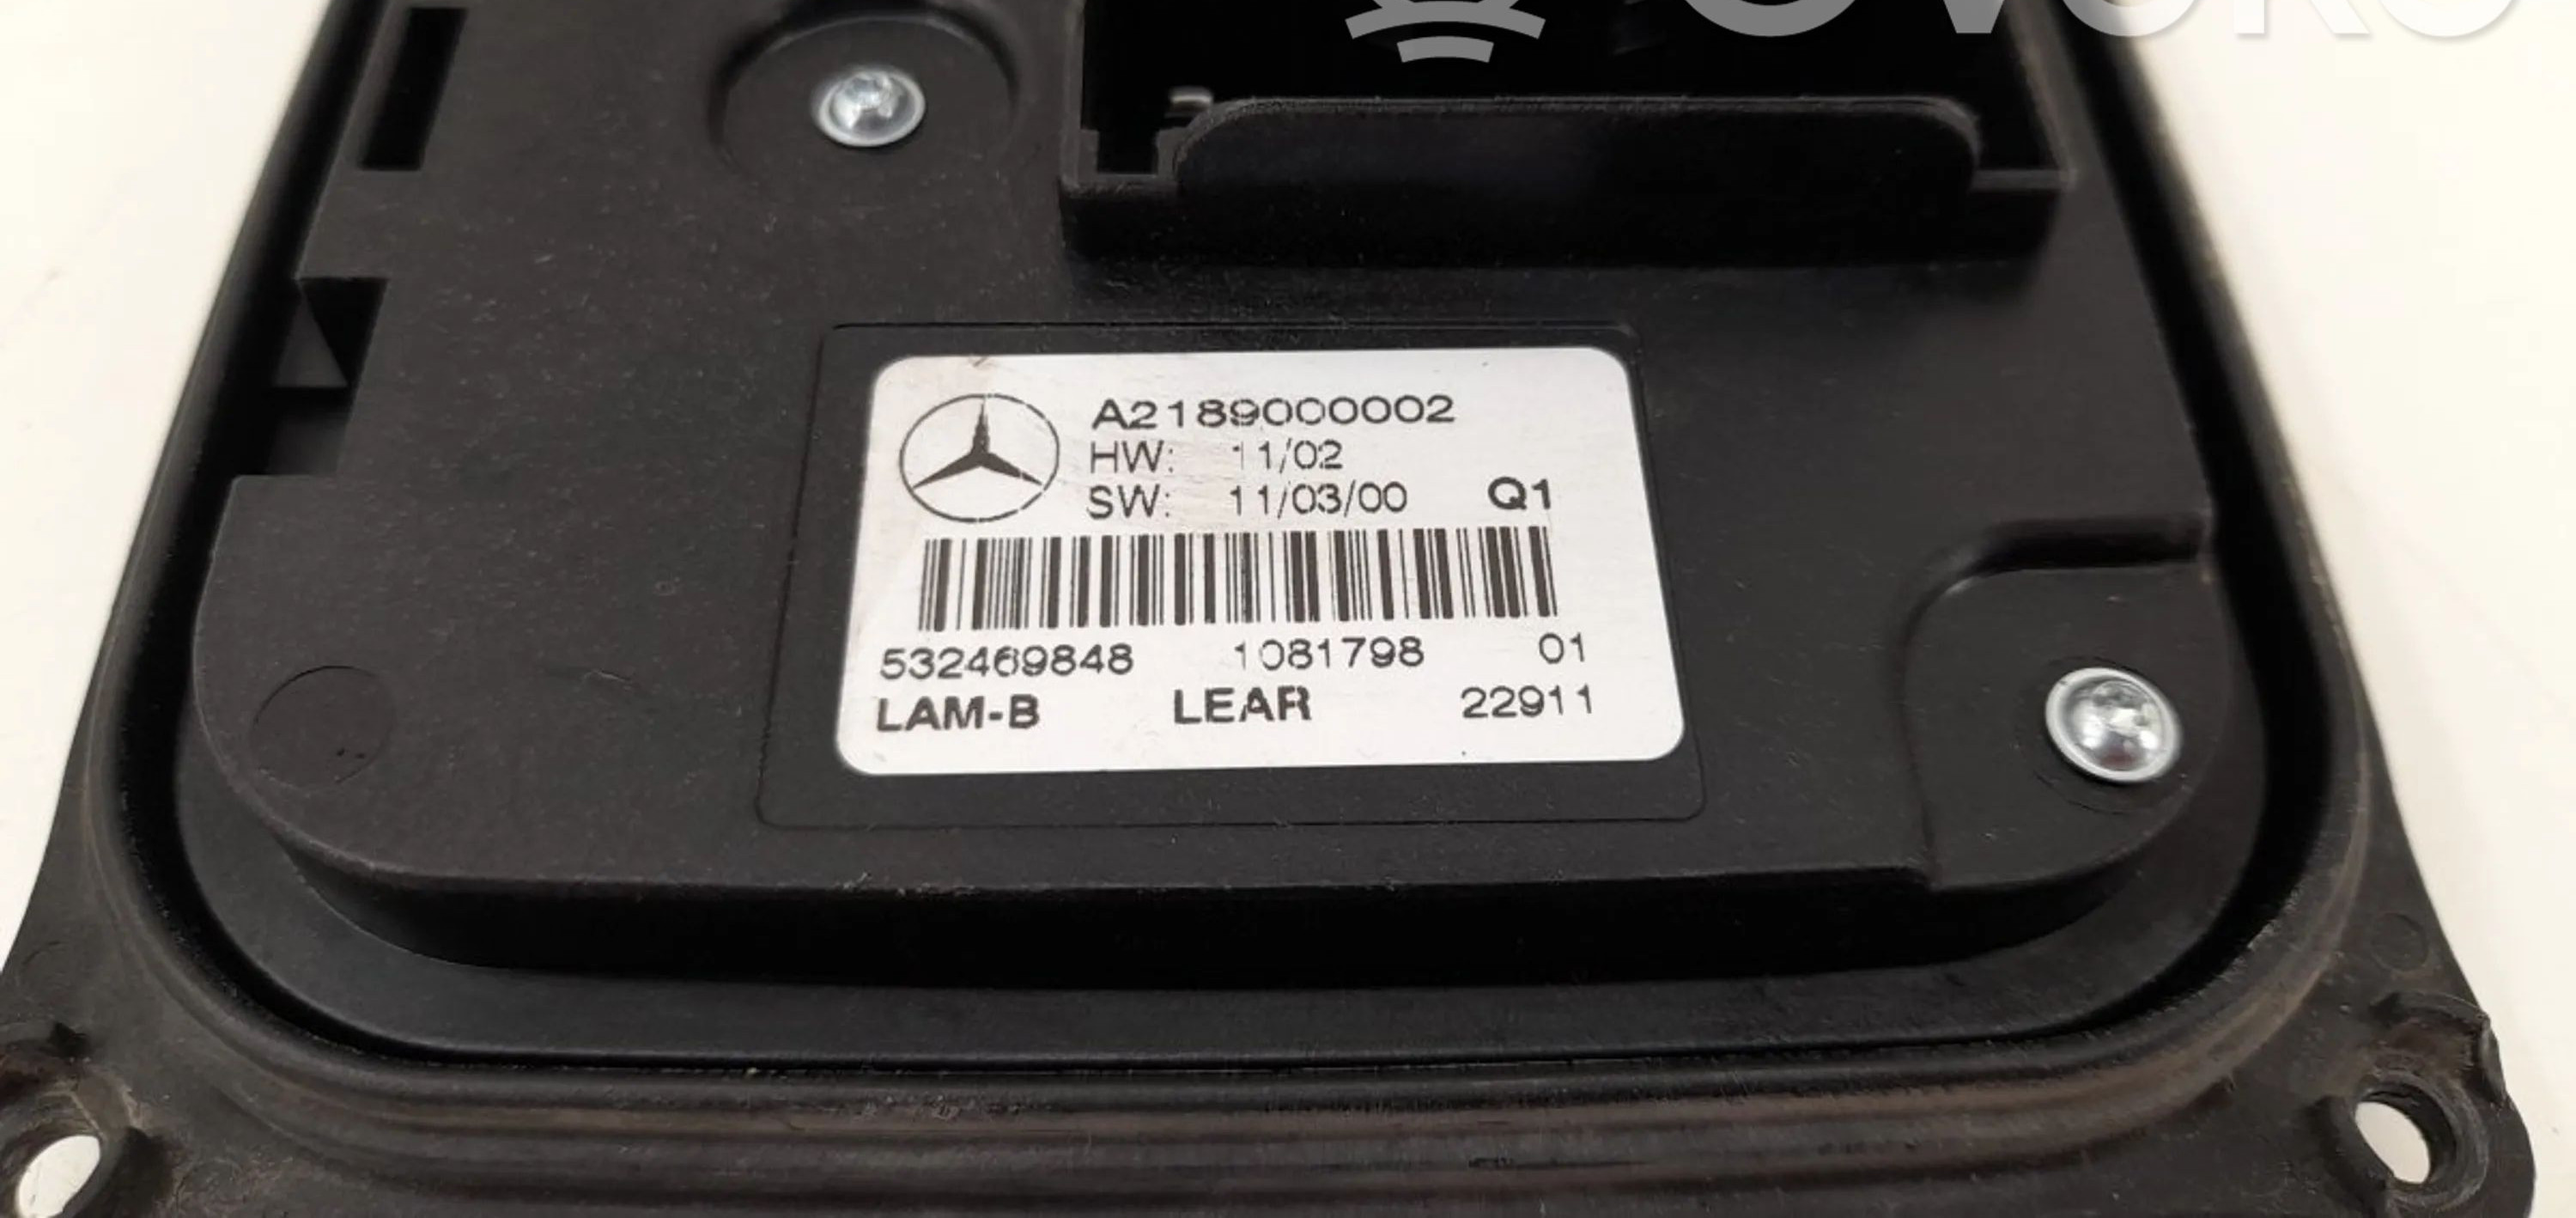 A2189000002
HW: 11/02
SW: 11/03/00 Q1
532469848 1081798 01
LAM-B LEAR 22911